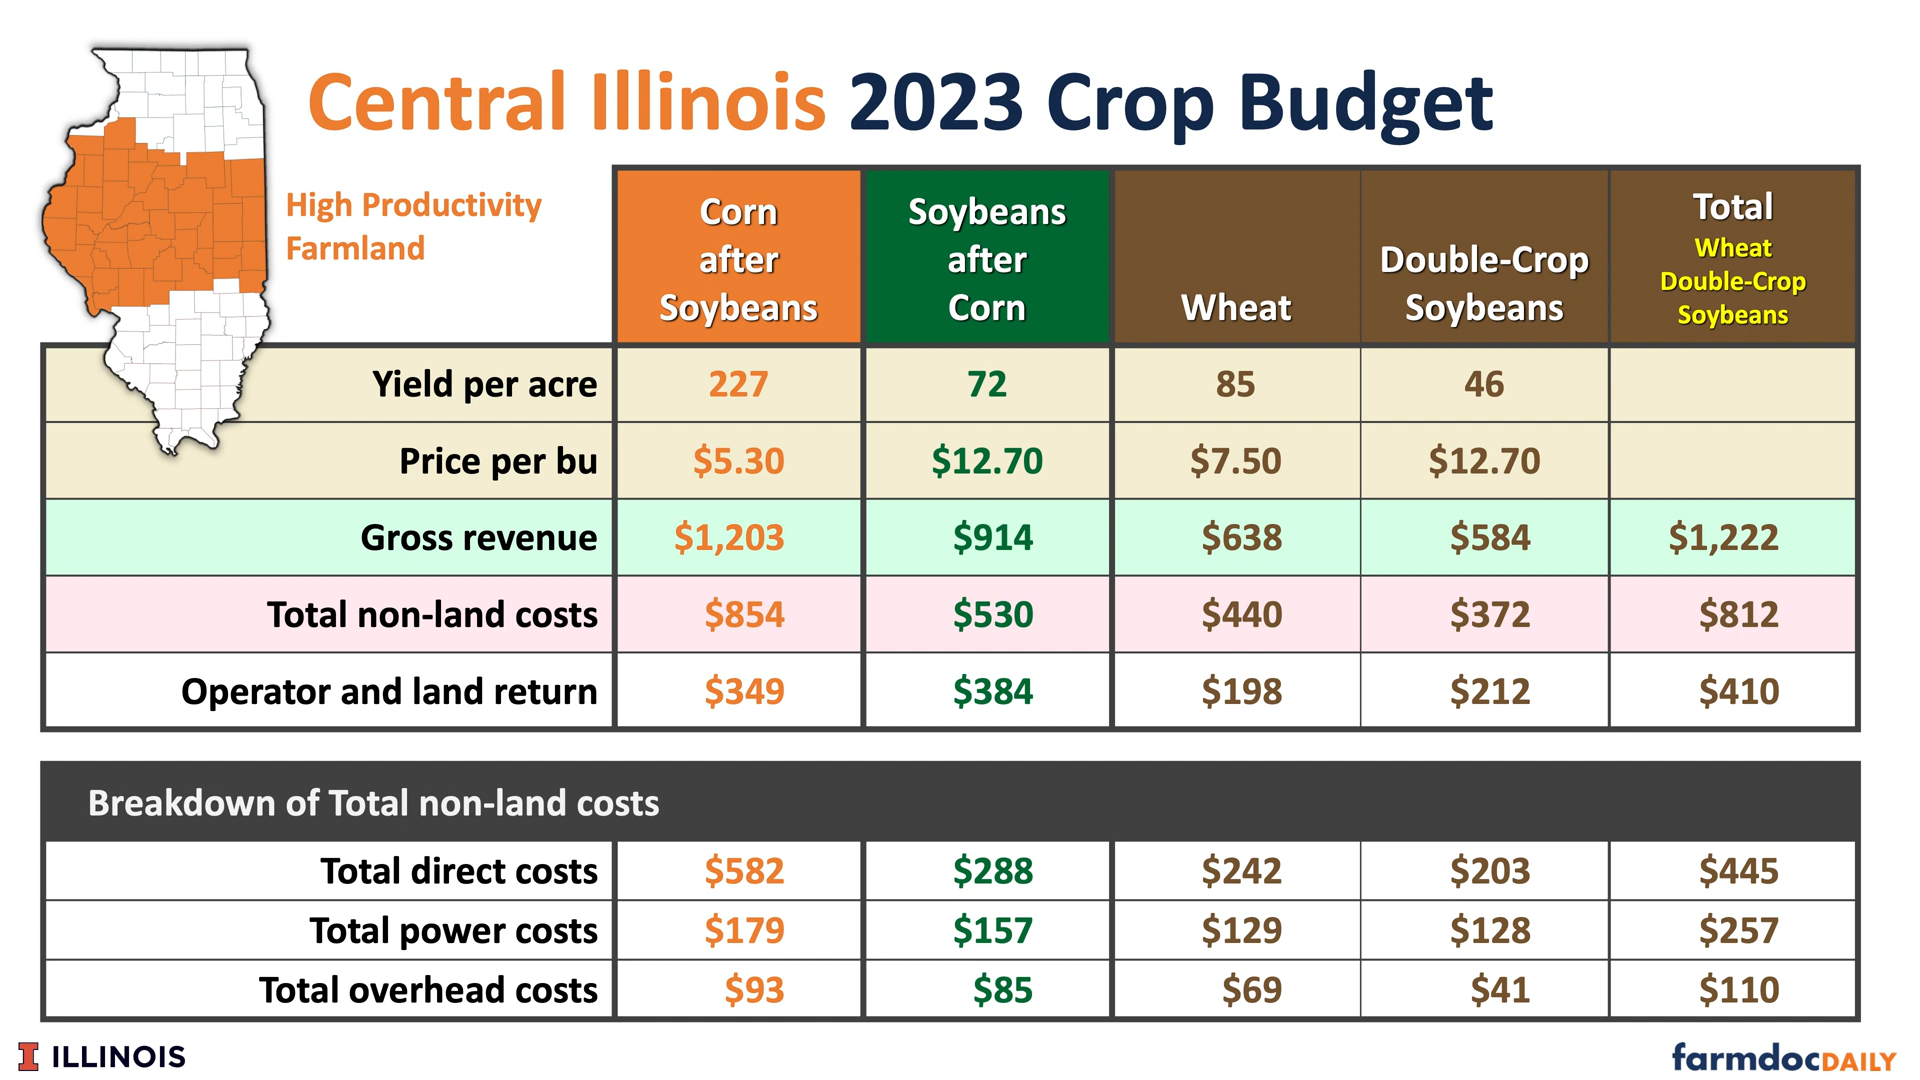 Central Illinois 2023 Crop Budget
High Productivity
Farmland
Corn
after
Soybeans
Soybeans
after
Corn
Wheat
Double-Crop
Soybeans
Total
Wheat
Double-Crop
Soybeans
Yield per acre 227 72 85 46
Price per bu $5.30 $12.70 $7.50 $12.70
Gross revenue $1,203 $914 $638 $584 $1,222
Total non-land costs $854 $530 $440 $372 $812
Operator and land return $349 $384 $198 $212 $410
Breakdown of Total non-land costs
Total direct costs $582 $288 $242 $203 $445
Total power costs $179 $157 $129 $128 $257
Total overhead costs $93 $85 $69 $41 $110
I ILLINOIS
farmdocDAILY